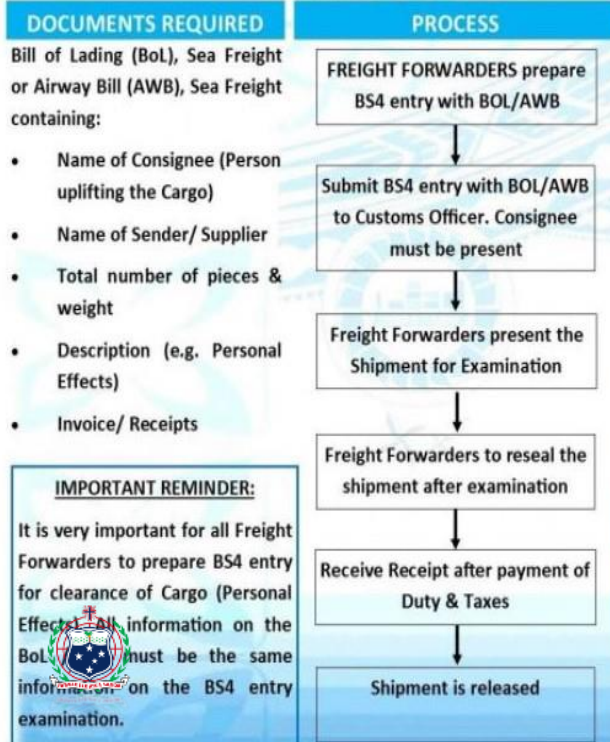 DOCUMENTS REQUIRED
Bill of Lading (BoL), Sea Freight
or Airway Bill (AWB), Sea Freight
containing:
• Name of Consignee (Person
uplifting the Cargo)
• Name of Sender/ Supplier
• Total number of pieces &
weight
• Description (e.g. Personal
Effects)
• Invoice/ Receipts
IMPORTANT REMINDER:
It is very important for all Freight
Forwarders to prepare BS4 entry
for clearance of Cargo (Personal
Effects). All information on the
BoL must be the same
information on the BS4 entry
examination.
PROCESS
FREIGHT FORWARDERS prepare
BS4 entry with BOL/AWB
Submit BS4 entry with BOL/AWB
to Customs Officer. Consignee
must be present
Freight Forwarders present the
Shipment for Examination
Freight Forwarders to reseal the
shipment after examination
Receive Receipt after payment of
Duty & Taxes
Shipment is released